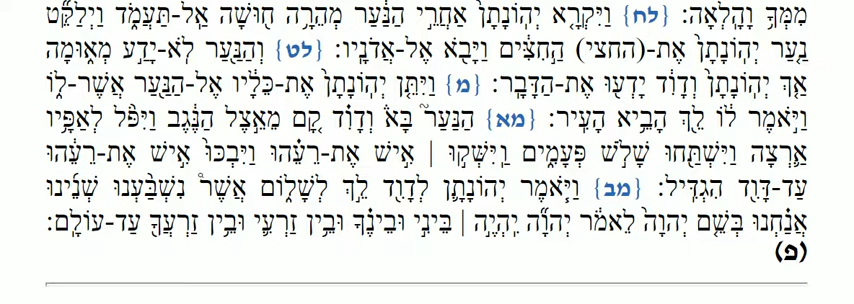 מִמְּךָ וָהָלְאָה: {לח} וַיִּקְרָא יְהוֹנָתָן אַחֲרֵי הַנַּעַר מְהֵרָה חוּשָׁה אַל-תַּעֲמֹד וַיְלַקֵּט
נַעַר יְהוֹנָתָן אֶת-(החצי) הַחִצִּים וַיָּבֹא אֶל-אֲדֹנָיו: {לט} וְהַנַּעַר לֹא-יָדַע מְאוּמָה
אַךְ יְהוֹנָתָן וְדָוִד יָדְעוּ אֶת-הַדָּבָר: {מ} וַיִּתֵּן יְהוֹנָתָן אֶת-כֵּלָיו אֶל-הַנַּעַר אֲשֶׁר-לוֹ
וַיֹּאמֶר לוֹ לֵךְ הָבֵיא הָעִיר: {מא} הַנַּעַר בָּא וְדָוִד קָם מֵאֵצֶל הַנֶּגֶב וַיִּפֹּל לְאַפָּיו
אַרְצָה וַיִּשְׁתַּחוּ שָׁלֹשׁ פְּעָמִים וַיִּשְּׁקוּ | אִישׁ אֶת-רֵעֵהוּ וַיִּבְכּוּ אִישׁ אֶת-רֵעֵהוּ
עַד-דָּוִד הִגְדִּיל: {מב} וַיֹּאמֶר יְהוֹנָתָן לְדָוִד לֵךְ לְשָׁלוֹם אֲשֶׁר נִשְׁבַּעְנוּ שְׁנֵינוּ
אֲנַחְנוּ בְּשֵׁם יְהוָה לֵאמֹר יְהוָה יִהְיֶה | בֵּינִי וּבֵינֶךָ וּבֵין זַרְעִי וּבֵין זַרְעֲךָ עַד-עוֹלָם:
(פ)